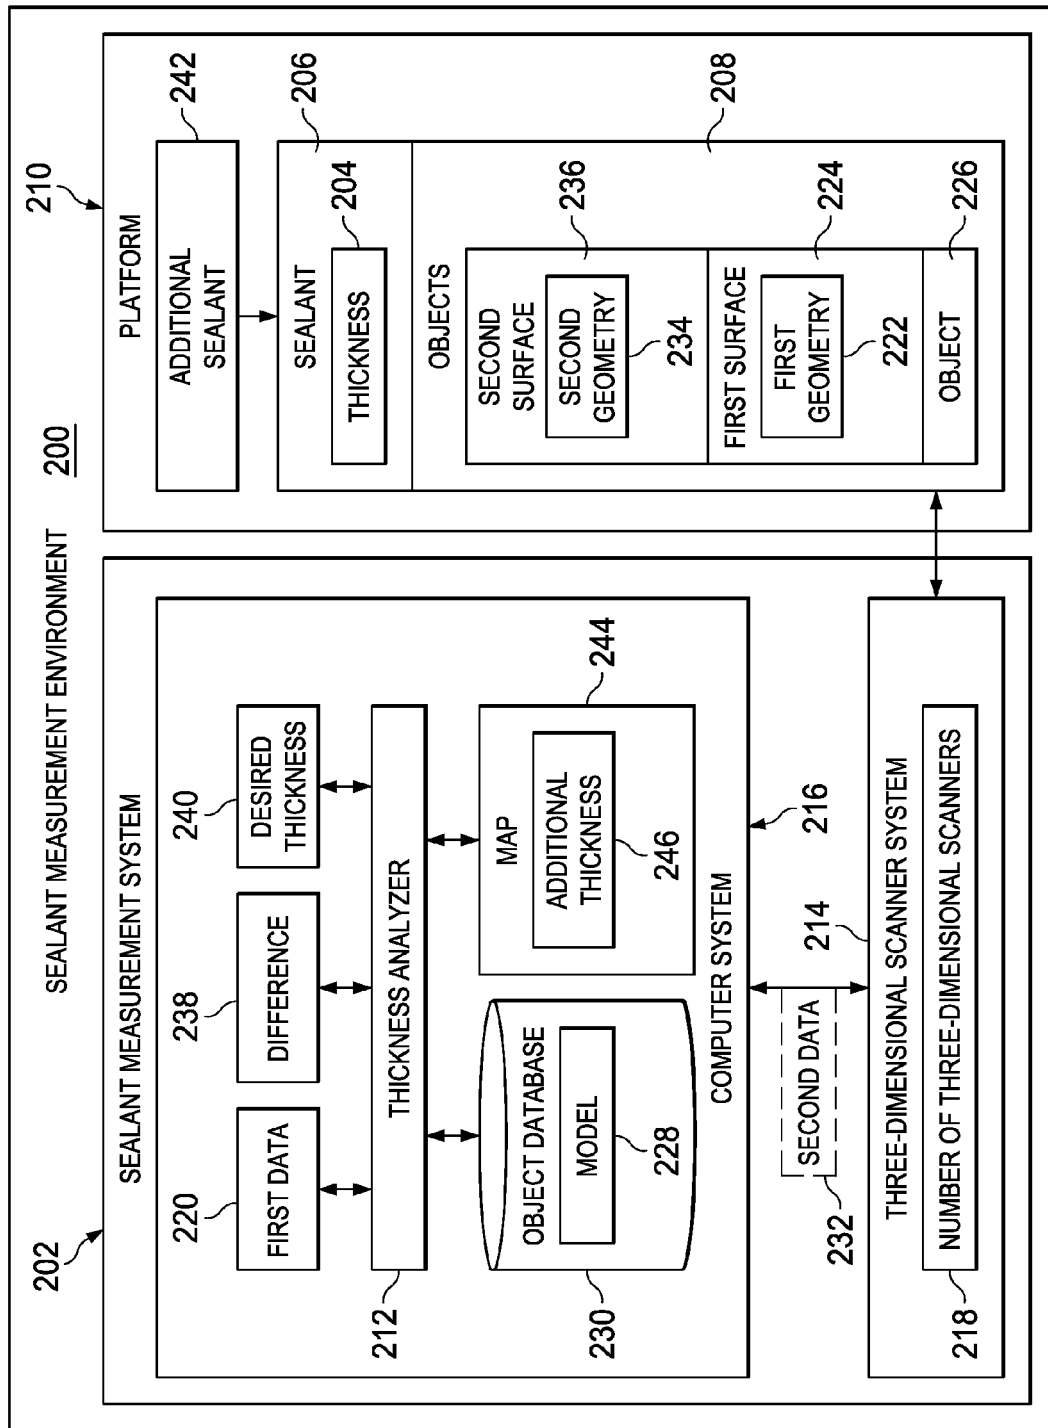 SEALANT MEASUREMENT ENVIRONMENT
200
202
SEALANT MEASUREMENT SYSTEM
220
FIRST DATA
238
DIFFERENCE
240
DESIRED
THICKNESS
212
THICKNESS ANALYZER
230
OBJECT DATABASE
MODEL
228
MAP
ADDITIONAL
THICKNESS
246
244
COMPUTER SYSTEM
216
232
SECOND DATA
214
THREE-DIMENSIONAL SCANNER SYSTEM
NUMBER OF THREE-DIMENSIONAL SCANNERS
218
210
PLATFORM
ADDITIONAL
SEALANT
242
SEALANT
206
THICKNESS
204
OBJECTS
208
SECOND
SURFACE
236
SECOND
GEOMETRY
234
FIRST SURFACE
224
FIRST
GEOMETRY
222
OBJECT
226